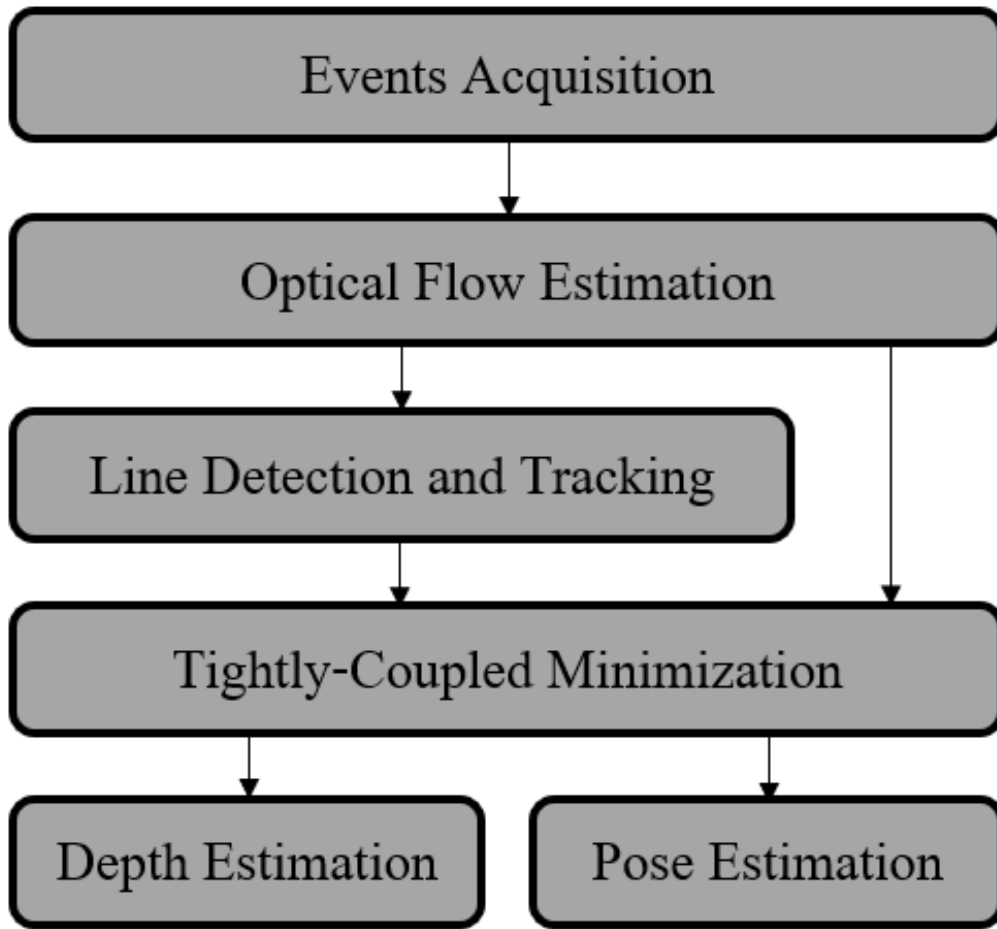 Events Acquisition
Optical Flow Estimation
Line Detection and Tracking
Tightly-Coupled Minimization
Depth Estimation
Pose Estimation